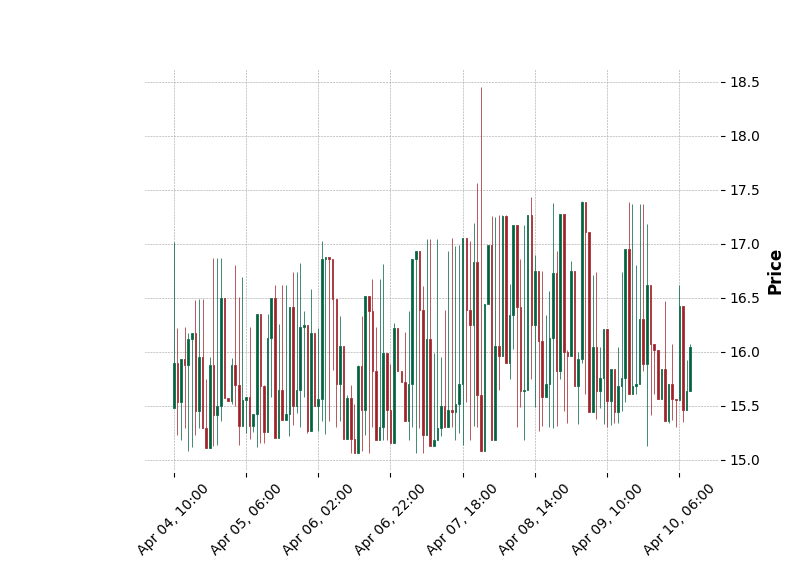 18.5
18.0
17.5
17.0
16.5
16.0
15.5
15.0
Price
Apr 04, 10:00
Apr 05, 06:00
Apr 06, 02:00
Apr 06, 22:00
Apr 07, 18:00
Apr 08, 14:00
Apr 09, 10:00
Apr 10, 06:00